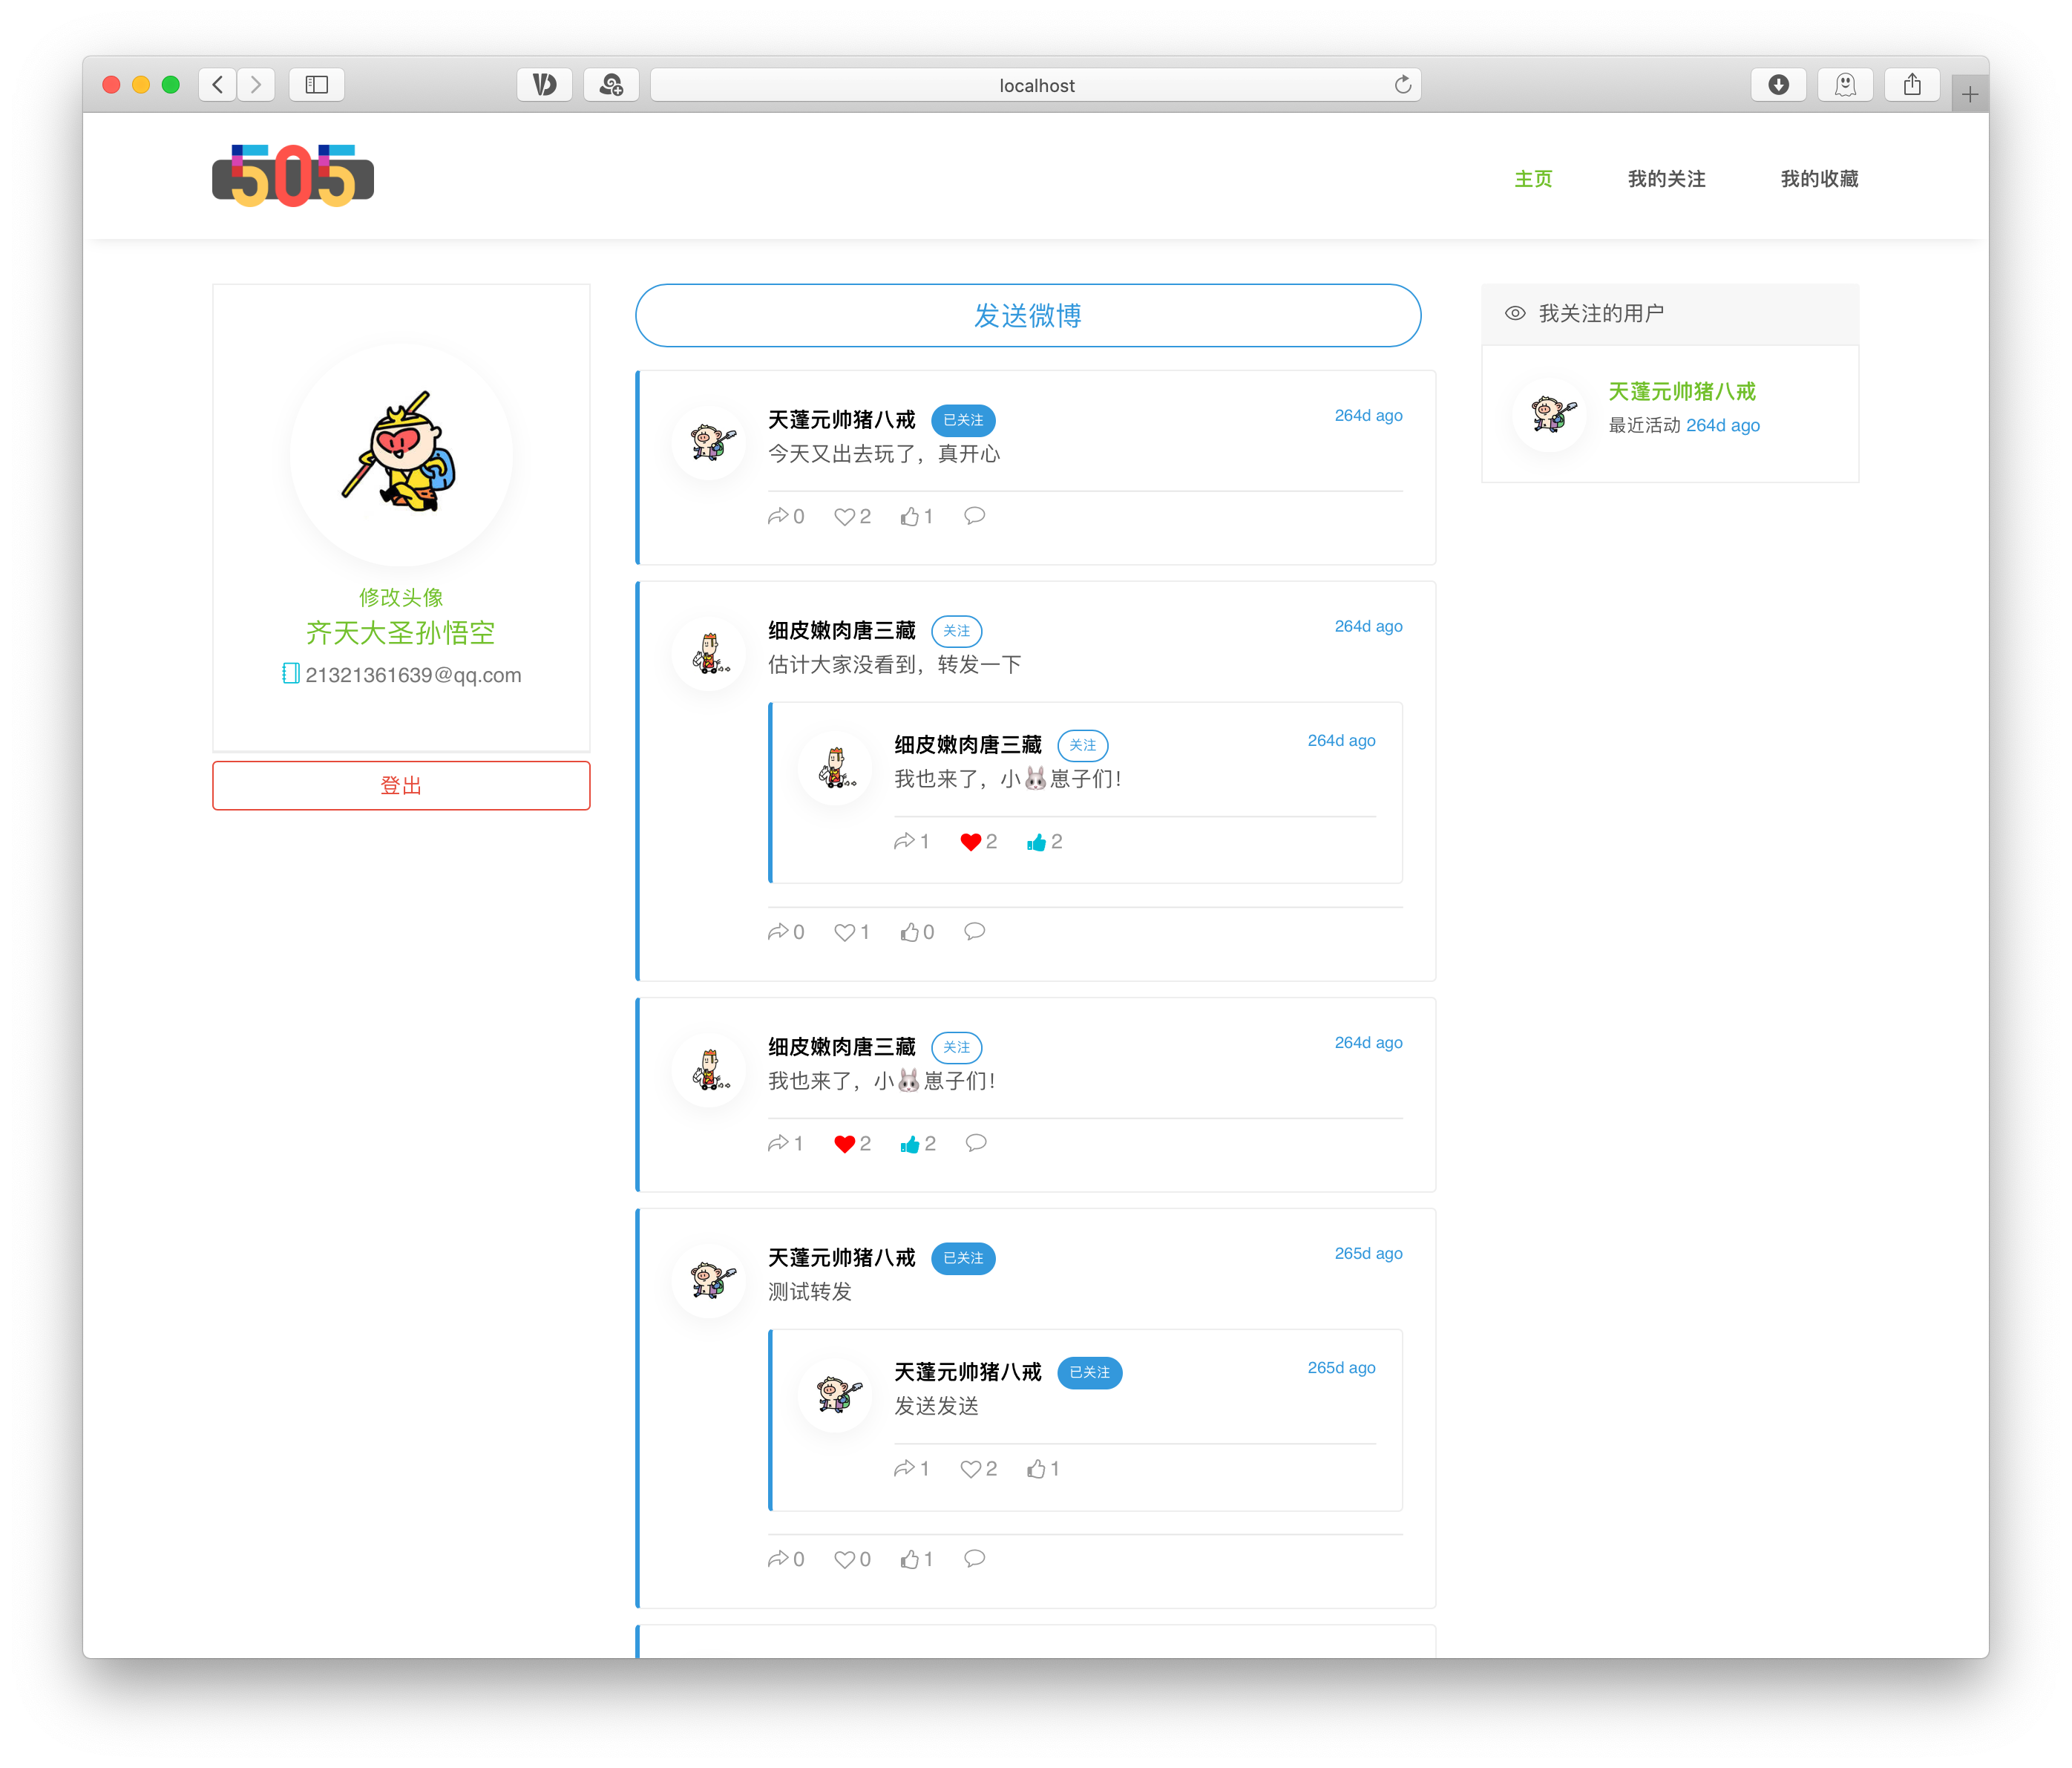 localhost
505
主页 我的关注 我的收藏
修改头像
齐天大圣孙悟空
21321361639@qq.com
登出
发送微博
天蓬元帅猪八戒 已关注 264d ago
今天又出去玩了，真开心
0 2 1
细皮嫩肉唐三藏 关注 264d ago
估计大家没看到，转发一下
细皮嫩肉唐三藏 关注 264d ago
我也来了，小🐰崽子们！
1 2 2
0 1 0
细皮嫩肉唐三藏 关注 264d ago
我也来了，小🐰崽子们！
1 2 2
天蓬元帅猪八戒 已关注 265d ago
测试转发
天蓬元帅猪八戒 已关注 265d ago
发送发送
1 2 1
0 0 1
我关注的用户
天蓬元帅猪八戒
最近活动 264d ago